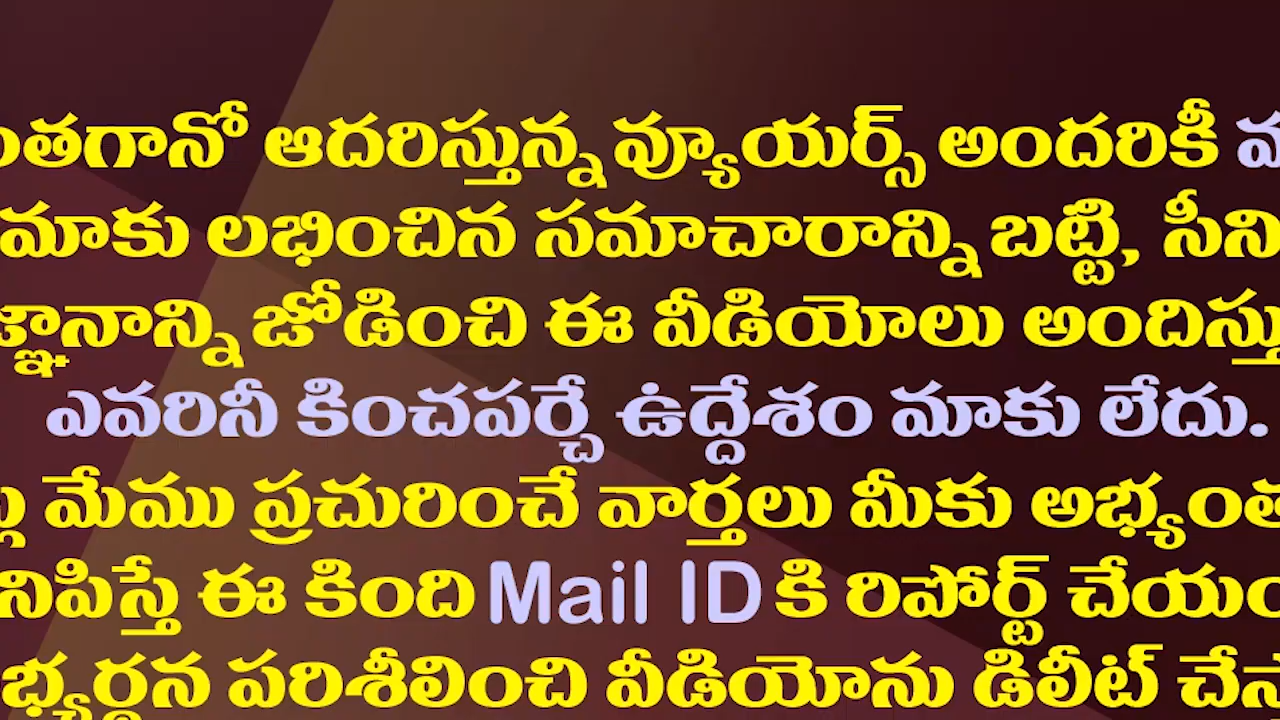 ఆదరిస్తున్న వ్యూయర్స్ అందరికీ
మాకు లభించిన సమాచారాన్ని బట్టి,
జోడించి ఈ వీడియోలు
ఎవరినీ కించపర్చే ఉద్దేశం మాకు లేదు.
మేము ప్రచురించే వార్తలు మీకు
ఈ కింది Mail ID కి రిపోర్ట్
పరిశీలించి వీడియోను డిలీట్